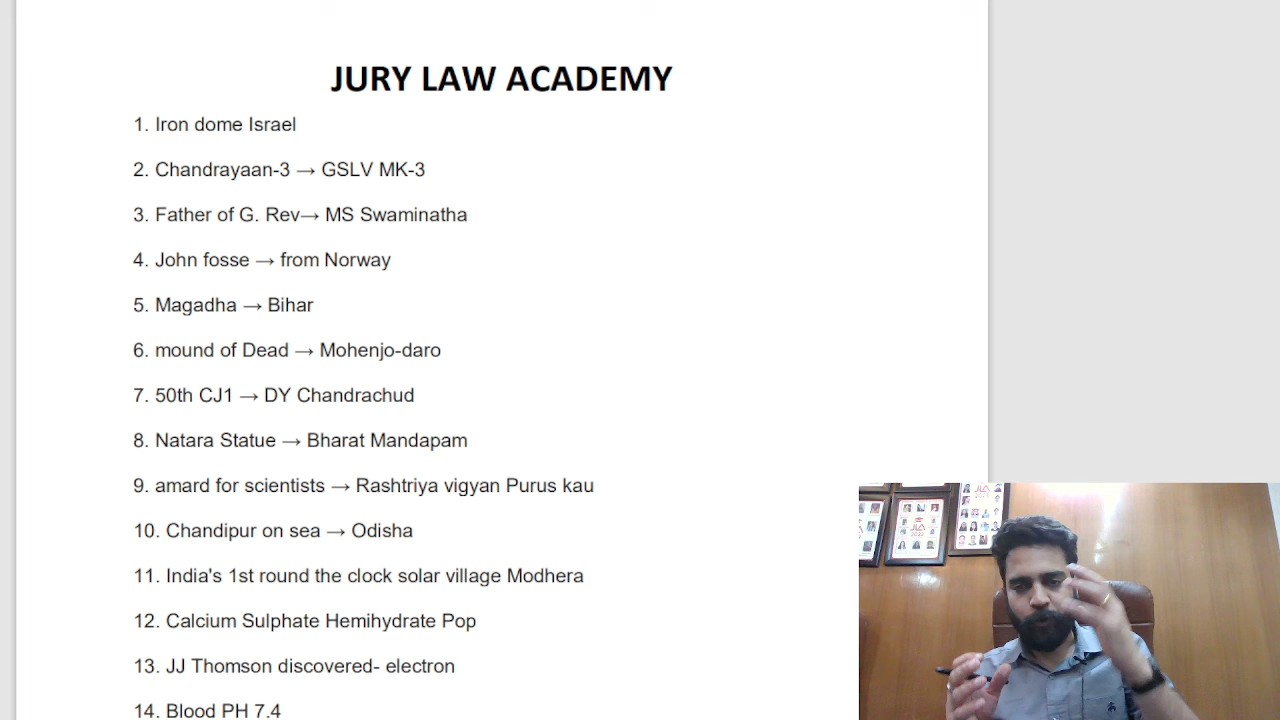 JURY LAW ACADEMY
1. Iron dome Israel
2. Chandrayaan-3 → GSLV MK-3
3. Father of G. Rev→ MS Swaminatha
4. John fosse → from Norway
5. Magadha → Bihar
6. mound of Dead → Mohenjo-daro
7. 50th CJ1 → DY Chandrachud
8. Natara Statue → Bharat Mandapam
9. amard for scientists → Rashtriya vigyan Purus kau
10. Chandipur on sea → Odisha
11. India's 1st round the clock solar village Modhera
12. Calcium Sulphate Hemihydrate Pop
13. JJ Thomson discovered- electron
14. Blood PH 7.4
JLA
2022